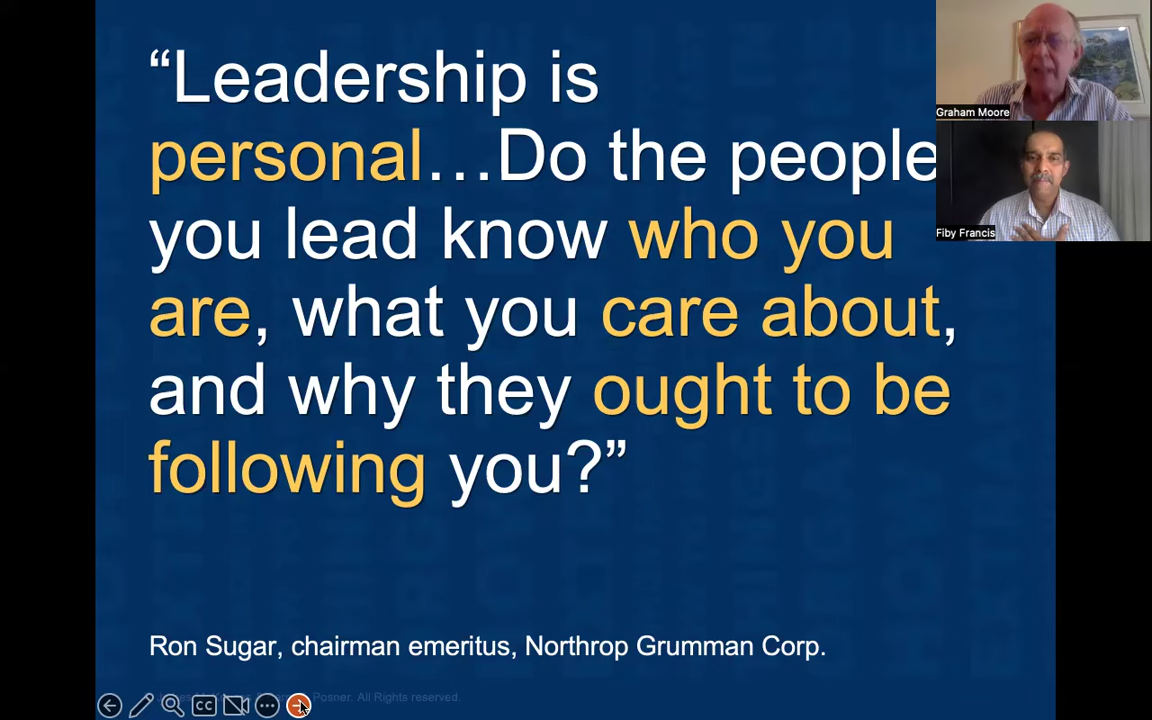 “Leadership is
personal…Do the people
you lead know who you
are, what you care about,
and why they ought to be
following you?”
Ron Sugar, chairman emeritus, Northrop Grumman Corp.
Posner. All Rights reserved.
Graham Moore
Fiby Francis
CC